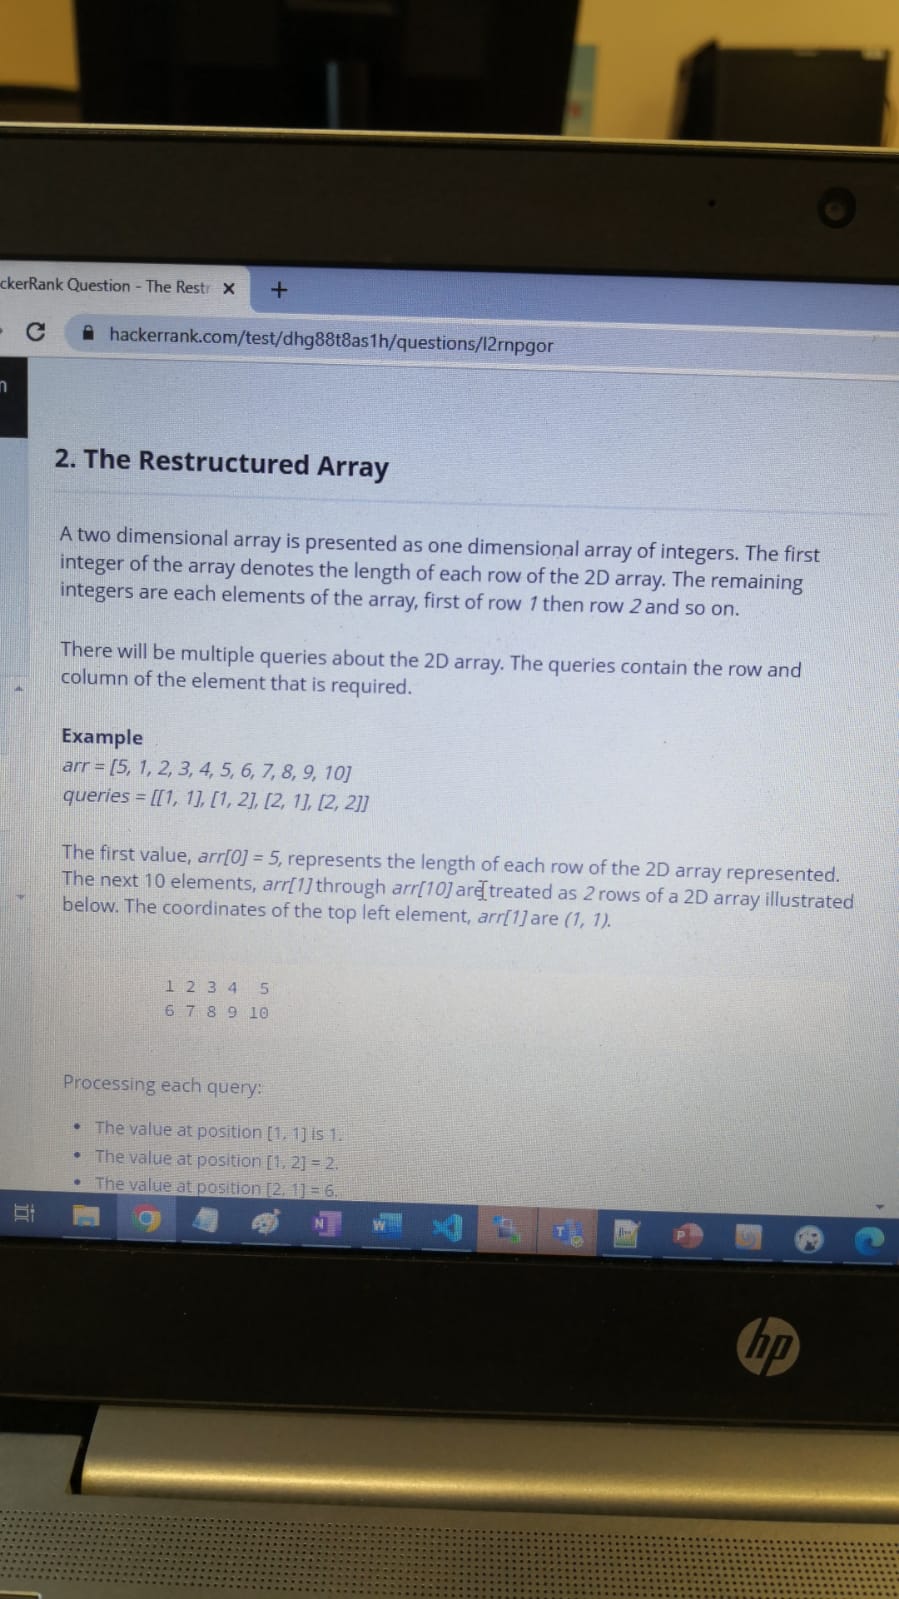 ckerRank Question - The Restr
hackerrank.com/test/dhg88t8as1h/questions/l2rnpgor
n
2. The Restructured Array
A two dimensional array is presented as one dimensional array of integers. The first
integer of the array denotes the length of each row of the 2D array. The remaining
integers are each elements of the array, first of row 1 then row 2 and so on.
There will be multiple queries about the 2D array. The queries contain the row and
column of the element that is required.
Example
arr = [5, 1, 2, 3, 4, 5, 6, 7, 8, 9, 10]
queries = [[1, 1], [1, 2], [2, 1], [2, 2]]
The first value, arr[0] = 5, represents the length of each row of the 2D array represented.
The next 10 elements, arr[1] through arr[10] are treated as 2 rows of a 2D array illustrated
below. The coordinates of the top left element, arr[1] are (1, 1).
1 2 3 4 5
6 7 8 9 10
Processing each query:
• The value at position [1, 1] is 1.
• The value at position [1, 2] = 2.
• The value at position [2, 1] = 6.
N W T P
hp